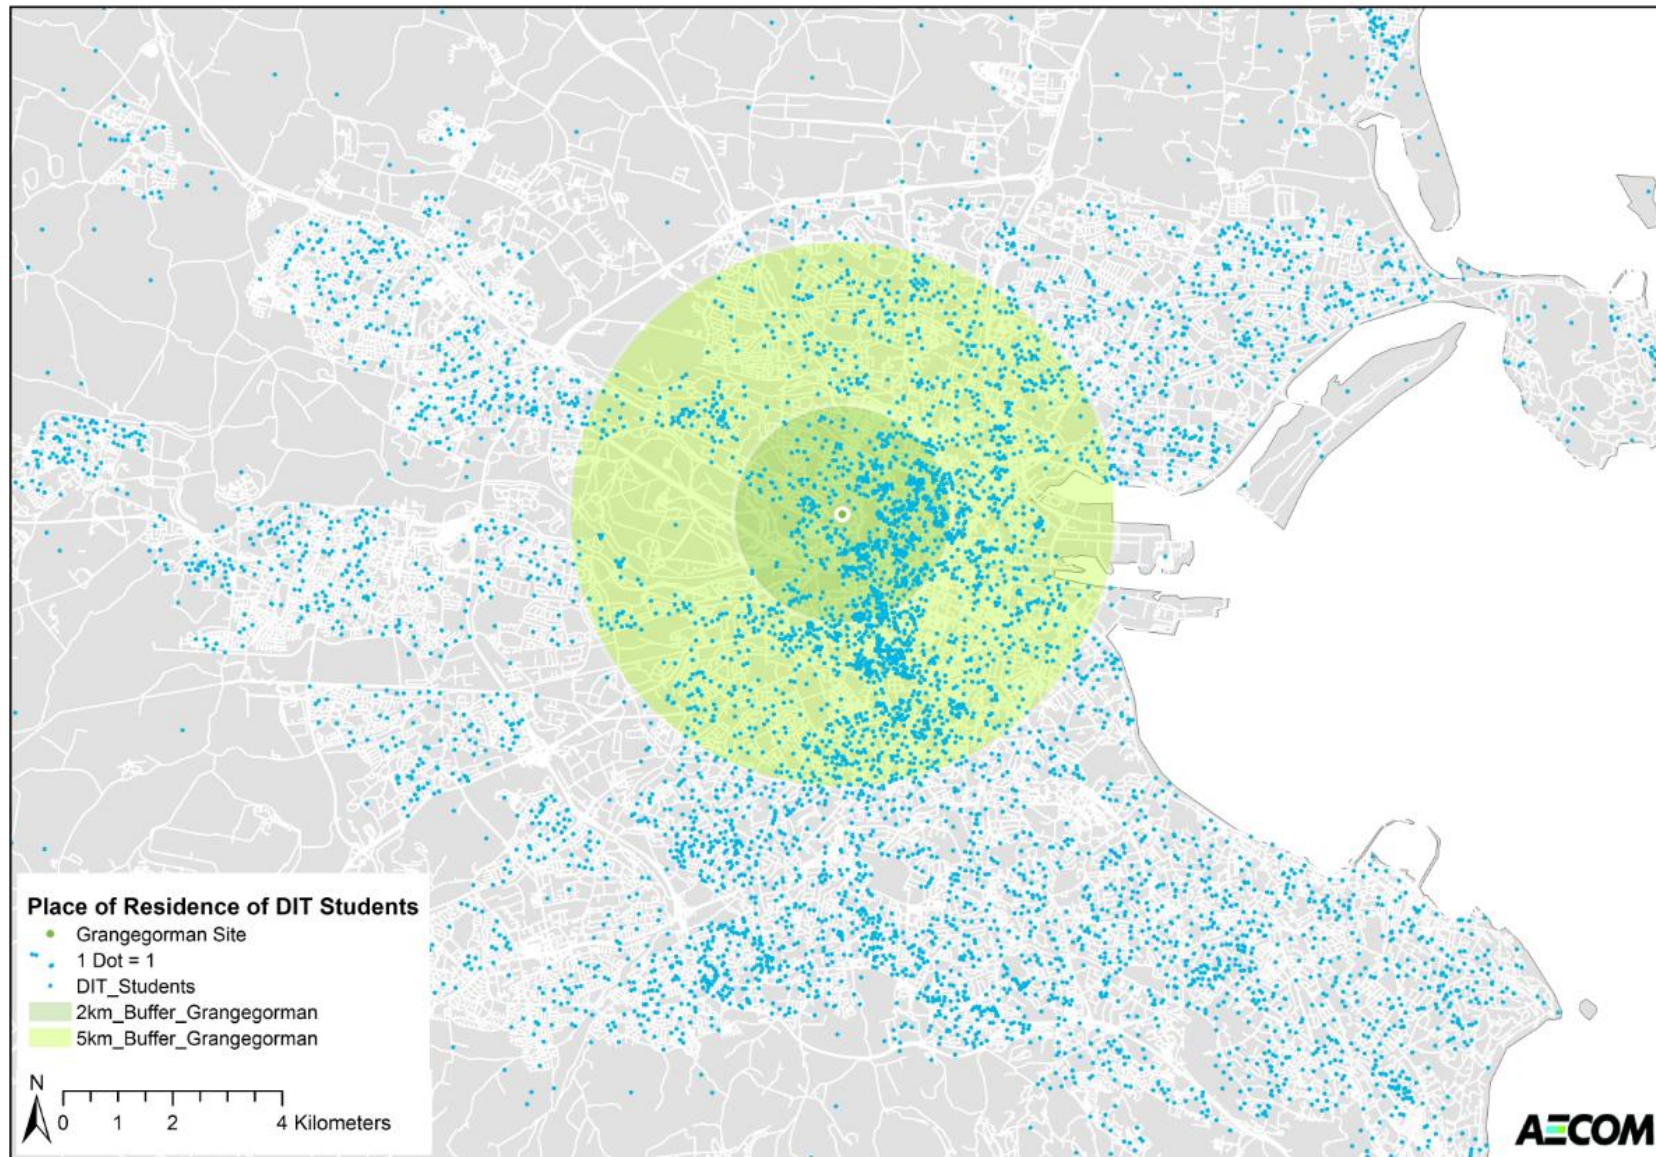 Place of Residence of DIT Students
Grangegorman Site
1 Dot = 1
DIT_Students
2km_Buffer_Grangegorman
5km_Buffer_Grangegorman
N
0 1 2 4 Kilometers
AECOM